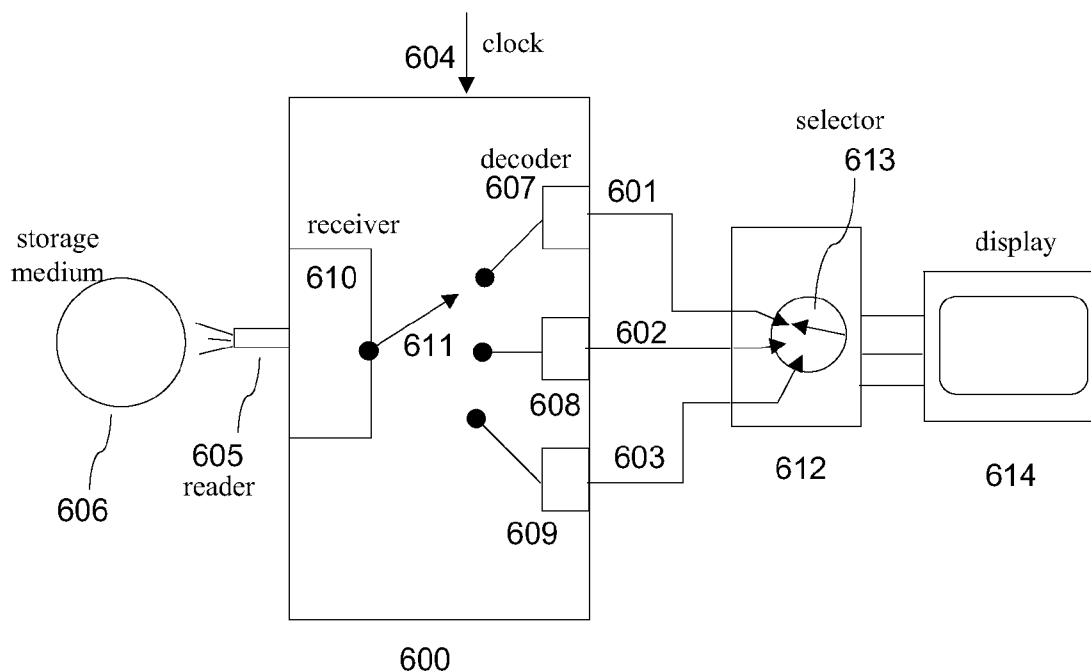 604
clock
selector
613
decoder
607
601
storage
medium
receiver
610
display
611
602
608
605
reader
603
612
614
606
609
600